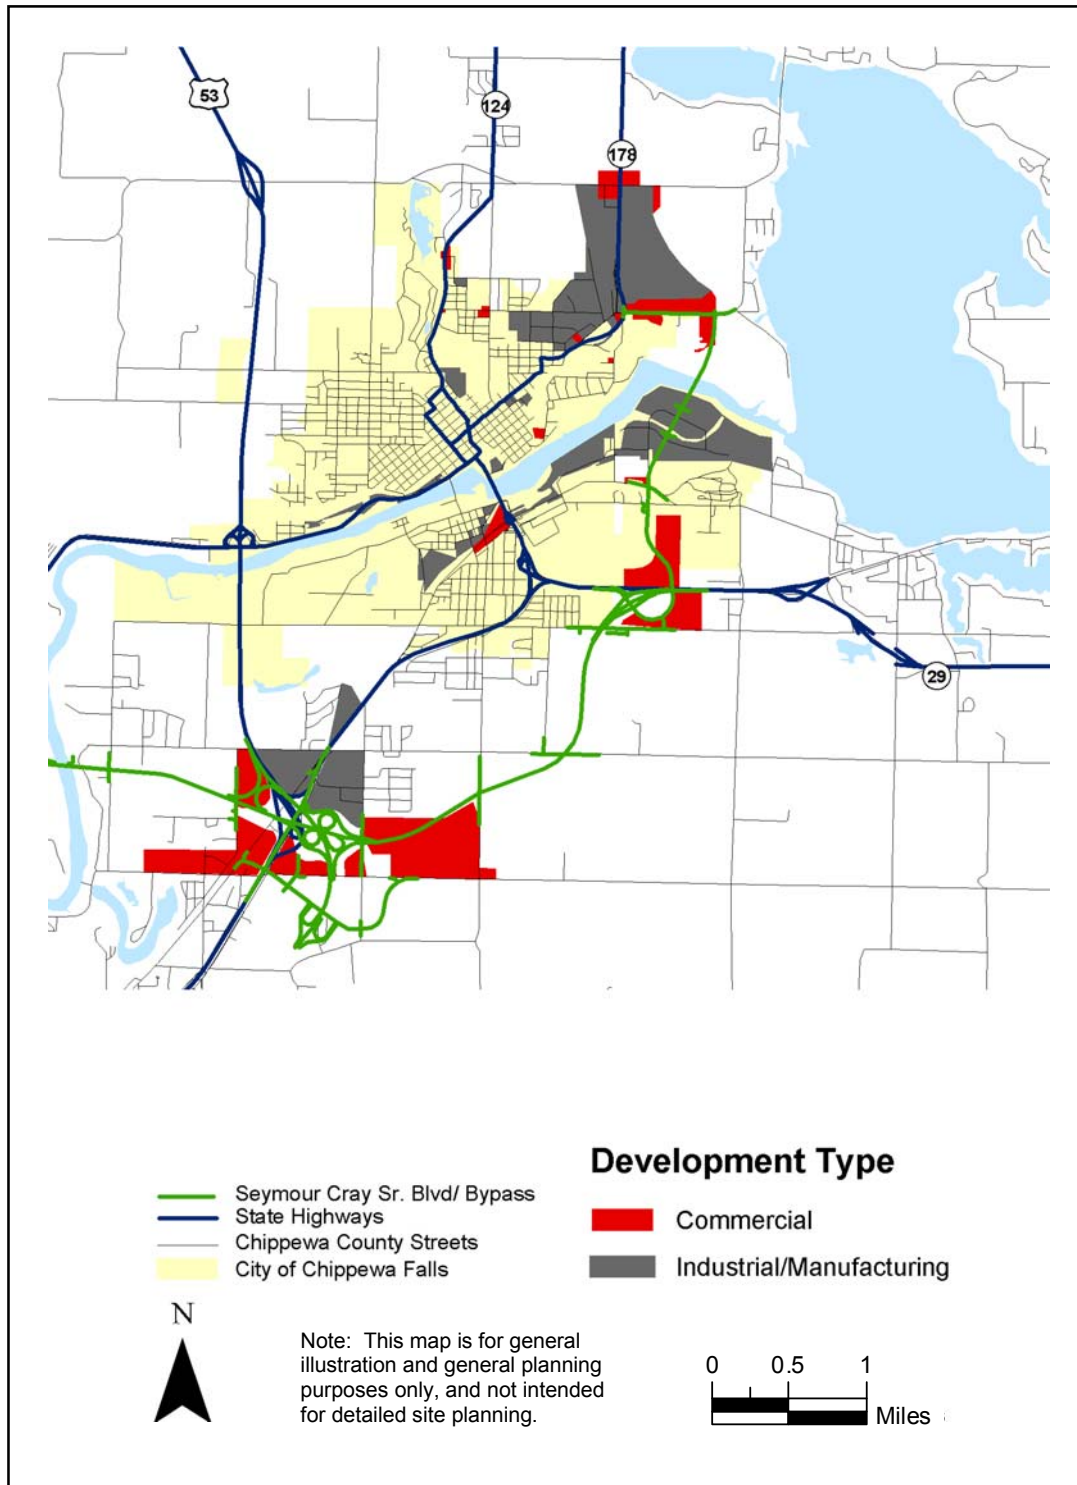 53
124
178
29
Development Type
Seymour Cray Sr. Blvd/ Bypass
State Highways
Chippewa County Streets
City of Chippewa Falls
Commercial
Industrial/Manufacturing
N
Note: This map is for general
illustration and general planning
purposes only, and not intended
for detailed site planning.
0 0.5 1
Miles